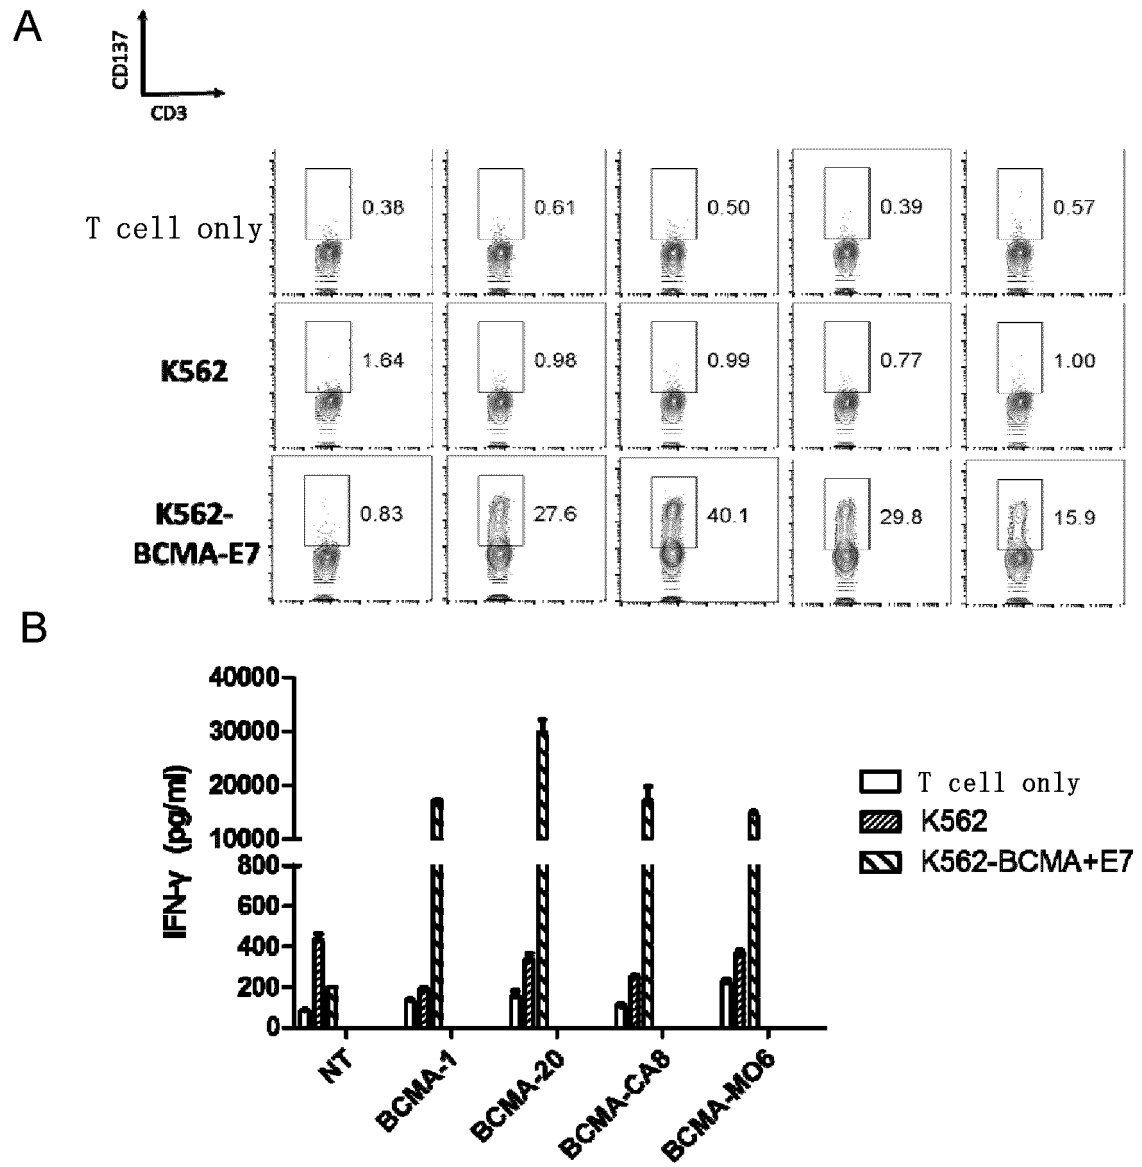 A
CD137
CD3
T cell only
0.38
0.61
0.50
0.39
0.57
K562
1.64
0.98
0.99
0.77
1.00
K562-
BCMA-E7
0.83
27.6
40.1
29.8
15.9
B
IFN-γ (pg/ml)
40000
30000
20000
10000
800
600
400
200
0
NT
BCMA-1
BCMA-20
BCMA-CA8
BCMA-MO6
T cell only
K562
K562-BCMA+E7